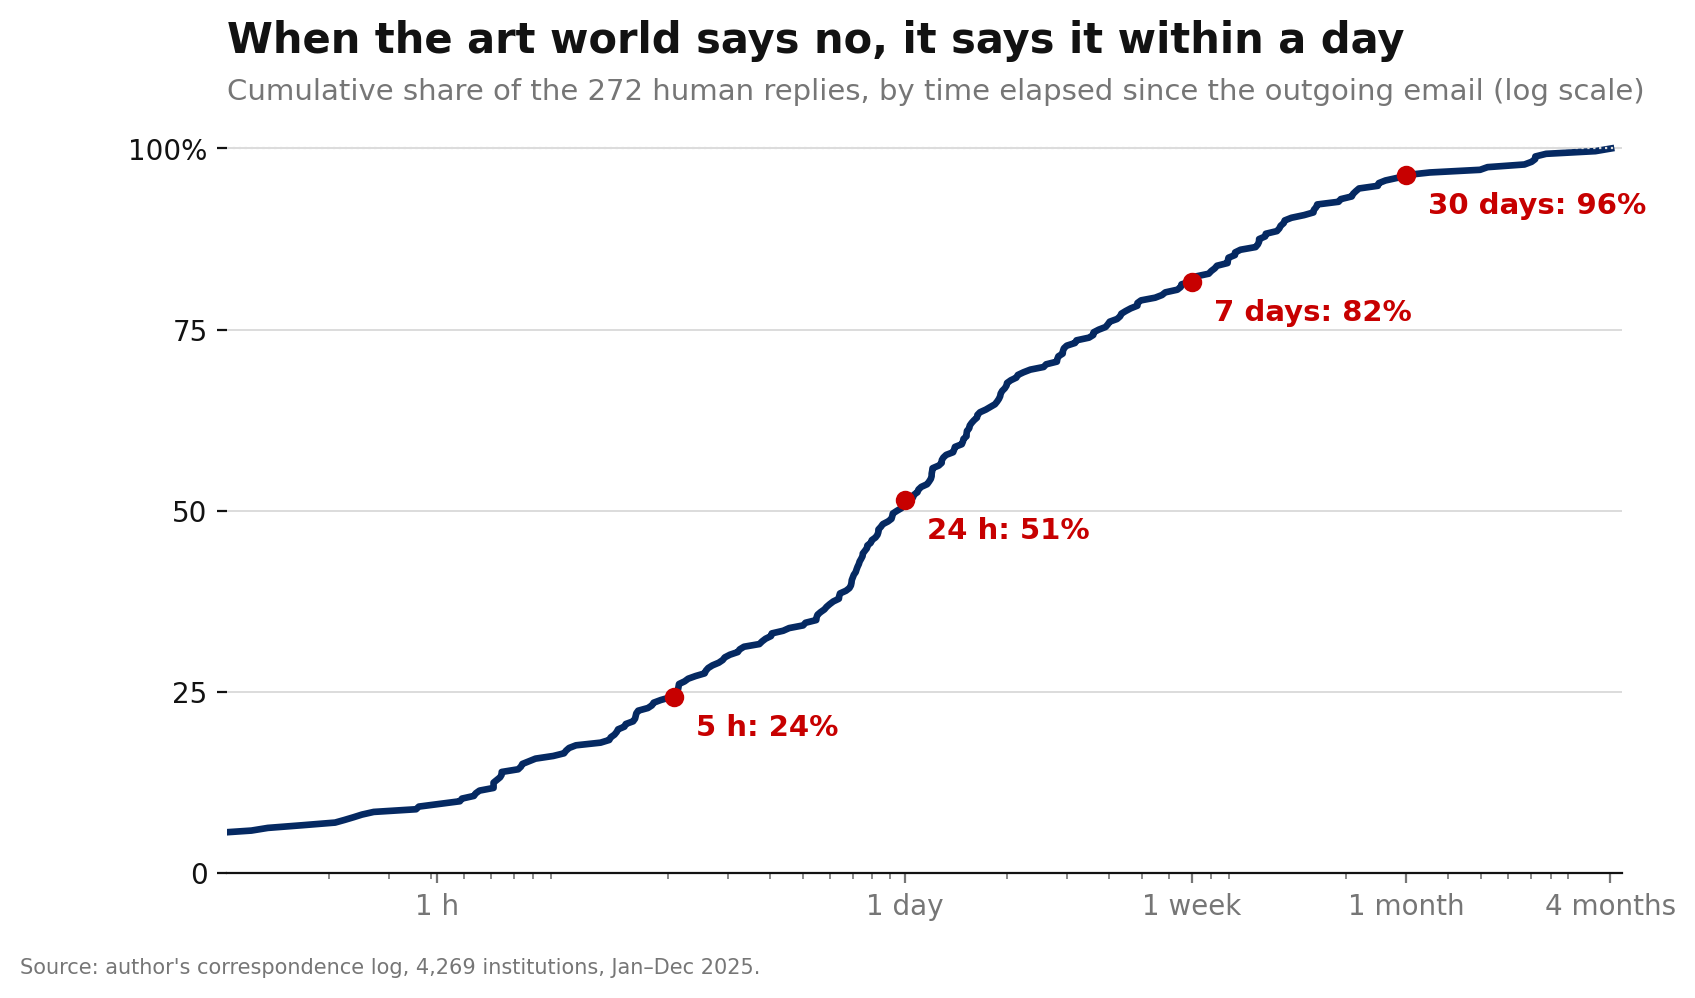 When the art world says no, it says it within a day
Cumulative share of the 272 human replies, by time elapsed since the outgoing email (log scale)
100%
30 days: 96%
75
7 days: 82%
50
24 h: 51%
25
5 h: 24%
0
1 h
1 day
1 week
1 month
4 months
Source: author's correspondence log, 4,269 institutions, Jan–Dec 2025.